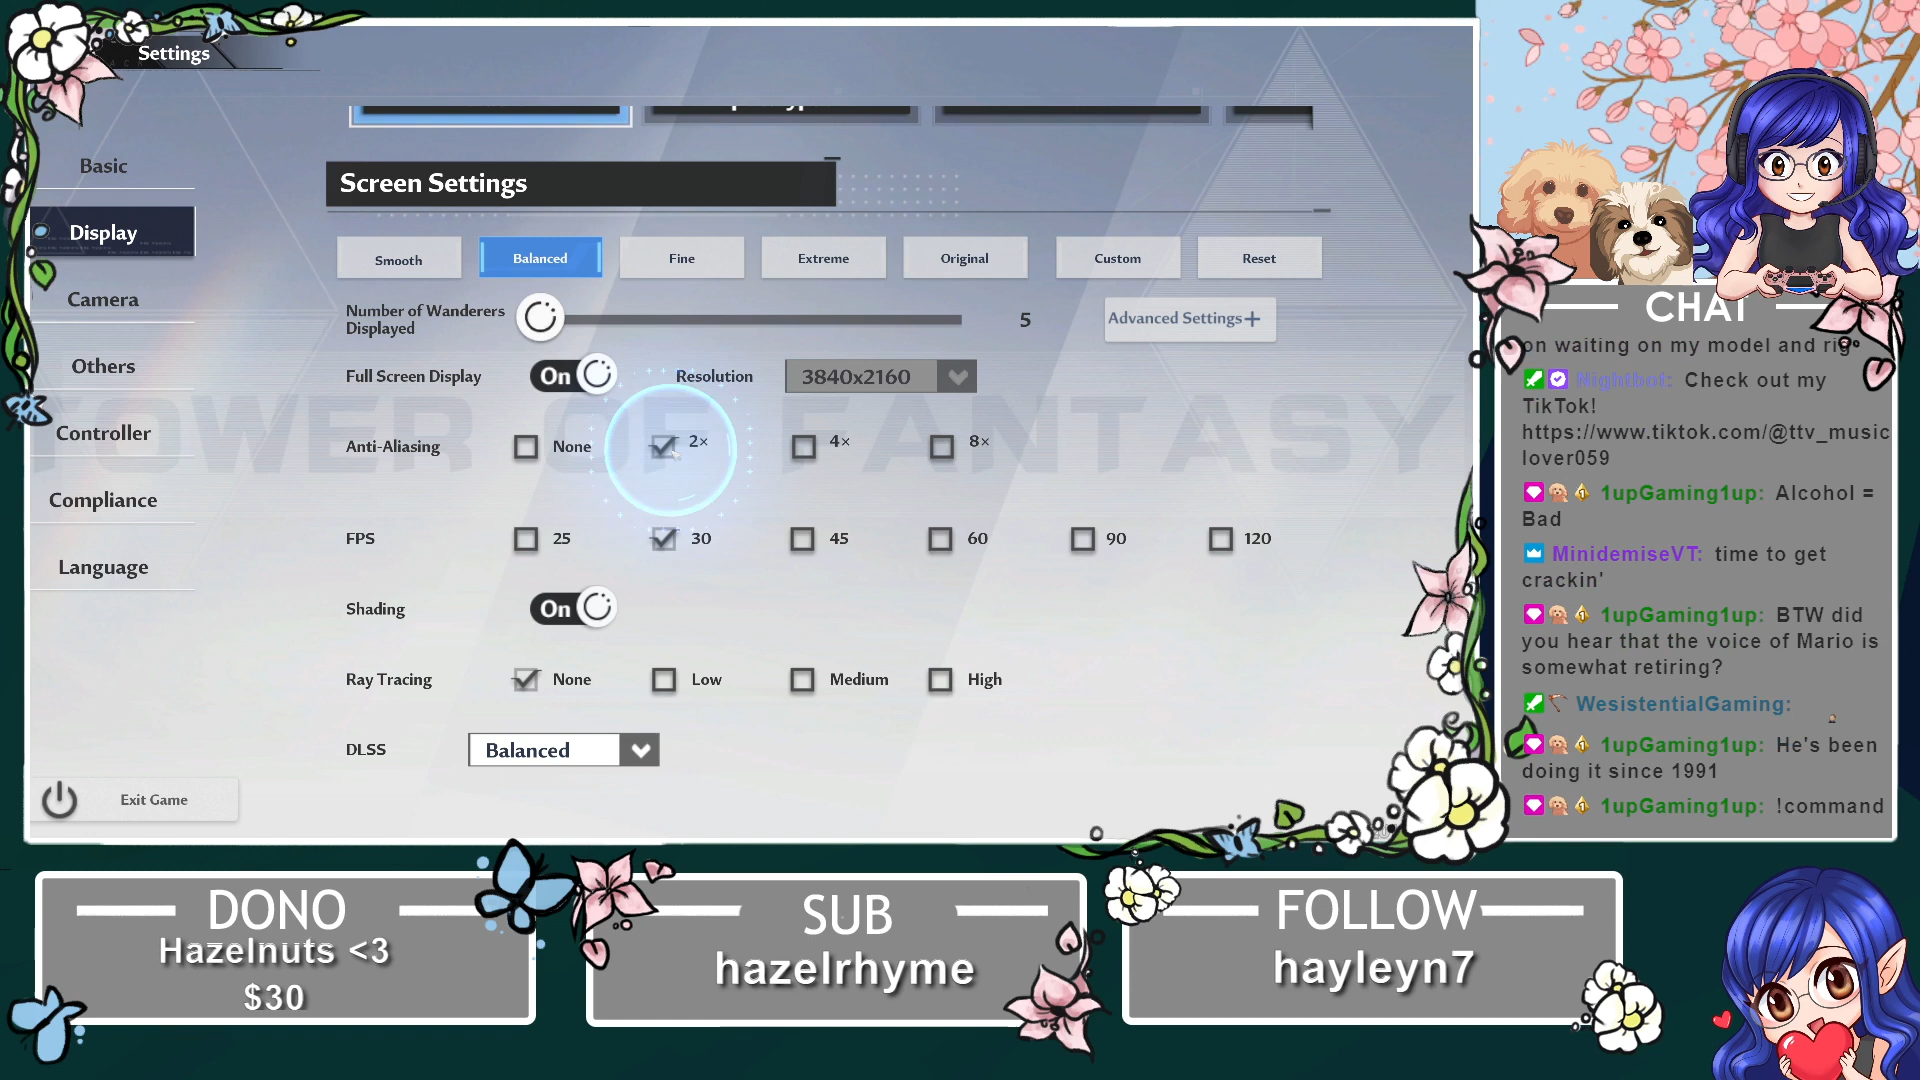 Settings
Basic
Display
Camera
Others
Controller
Compliance
Language
Exit Game
Screen Settings
Smooth
Balanced
Fine
Extreme
Original
Custom
Reset
Number of Wanderers
Displayed
5
Advanced Settings+
Full Screen Display
On
Resolution
3840x2160
TOWER OF FANTASY
Anti-Aliasing
None
2×
4×
8×
FPS
25
30
45
60
90
120
Shading
On
Ray Tracing
None
Low
Medium
High
DLSS
Balanced
CHAT
on waiting on my model and rig
Nightbot: Check out my
TikTok!
https://www.tiktok.com/@ttv_music
lover059
1upGaming1up: Alcohol =
Bad
MinidemiseVT: time to get
crackin'
1upGaming1up: BTW did
you hear that the voice of Mario is
somewhat retiring?
WesistentialGaming:
1upGaming1up: He's been
doing it since 1991
1upGaming1up: !command
DONO
Hazelnuts <3
$30
SUB
hazelrhyme
FOLLOW
hayleyn7